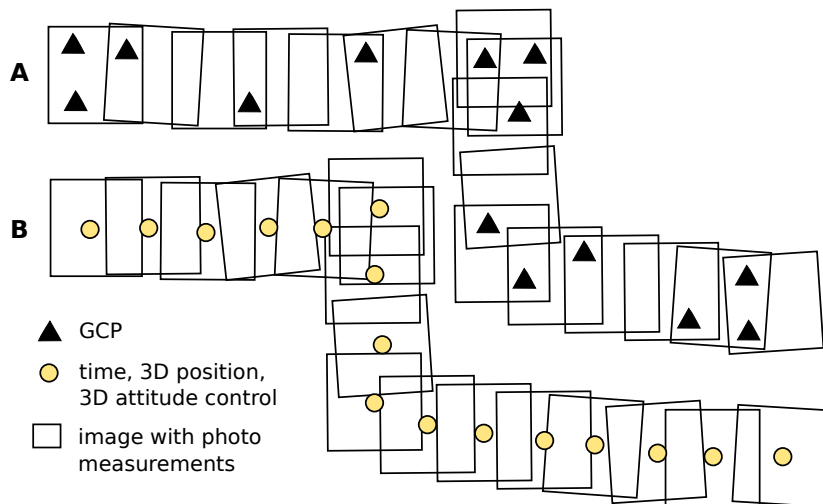 A
B
GCP
time, 3D position,
3D attitude control
image with photo
measurements